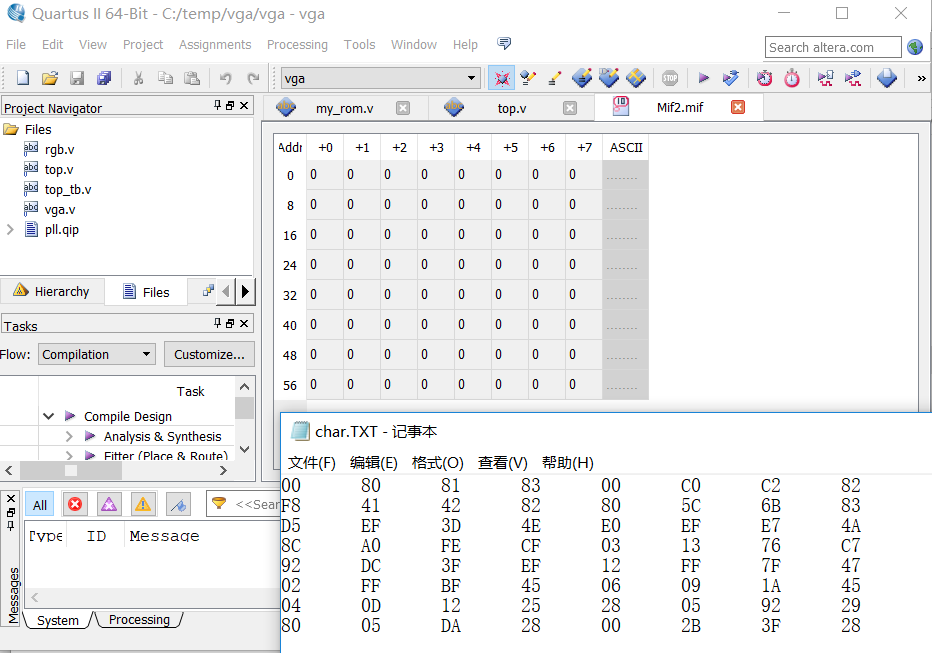 Quartus II 64-Bit - C:/temp/vga/vga - vga
File Edit View Project Assignments Processing Tools Window Help
Search altera.com
vga
STOP
»
Project Navigator
Files
rgb.v
top.v
top_tb.v
vga.v
pll.qip
Hierarchy Files
Tasks
Flow: Compilation Customize...
Task
Compile Design
Analysis & Synthesis
Fitter (Place & Route)
my_rom.v top.v Mif2.mif
Addr +0 +1 +2 +3 +4 +5 +6 +7 ASCII
0 0 0 0 0 0 0 0 0 ........
8 0 0 0 0 0 0 0 0 ........
16 0 0 0 0 0 0 0 0 ........
24 0 0 0 0 0 0 0 0 ........
32 0 0 0 0 0 0 0 0 ........
40 0 0 0 0 0 0 0 0 ........
48 0 0 0 0 0 0 0 0 ........
56 0 0 0 0 0 0 0 0 ........
All <<Sear
Type ID Message
Messages
System Processing
char.TXT - 记事本
文件(F) 编辑(E) 格式(O) 查看(V) 帮助(H)
00 80 81 83 00 C0 C2 82
F8 41 42 82 80 5C 6B 83
D5 EF 3D 4E E0 EF E7 4A
8C A0 FE CF 03 13 76 C7
92 DC 3F EF 12 FF 7F 47
02 FF BF 45 06 09 1A 45
04 0D 12 25 28 05 92 29
80 05 DA 28 00 2B 3F 28